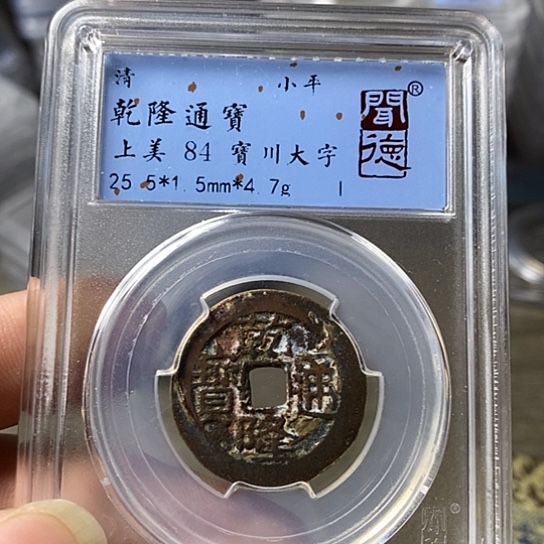 清 小平
乾隆通寶
上美 84 寶川大字
25.5*1.5mm*4.7g
聞德®
乾隆通寶